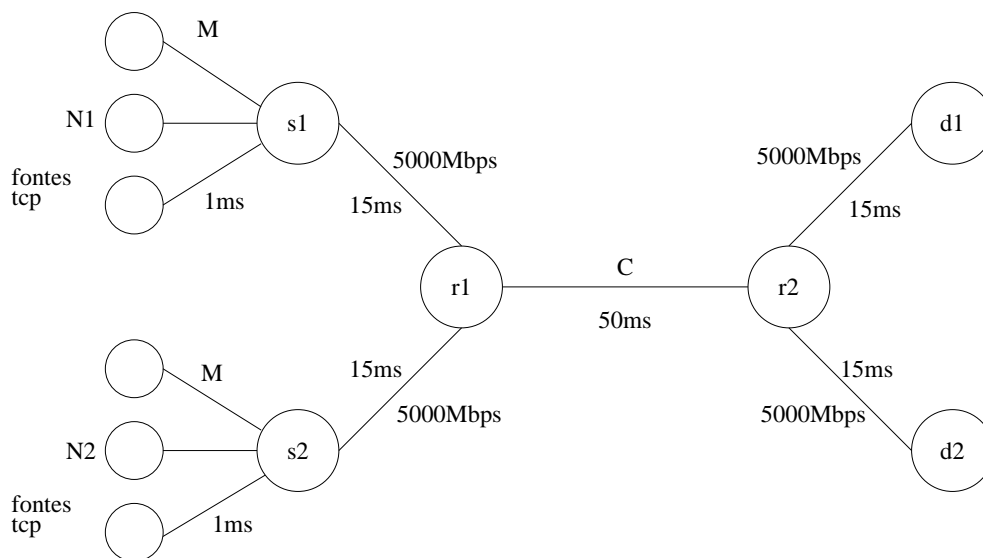 M
N1
fontes
tcp
1ms
s1
5000Mbps
15ms
r1
C
50ms
r2
5000Mbps
15ms
d1
M
N2
fontes
tcp
1ms
s2
15ms
5000Mbps
15ms
5000Mbps
d2